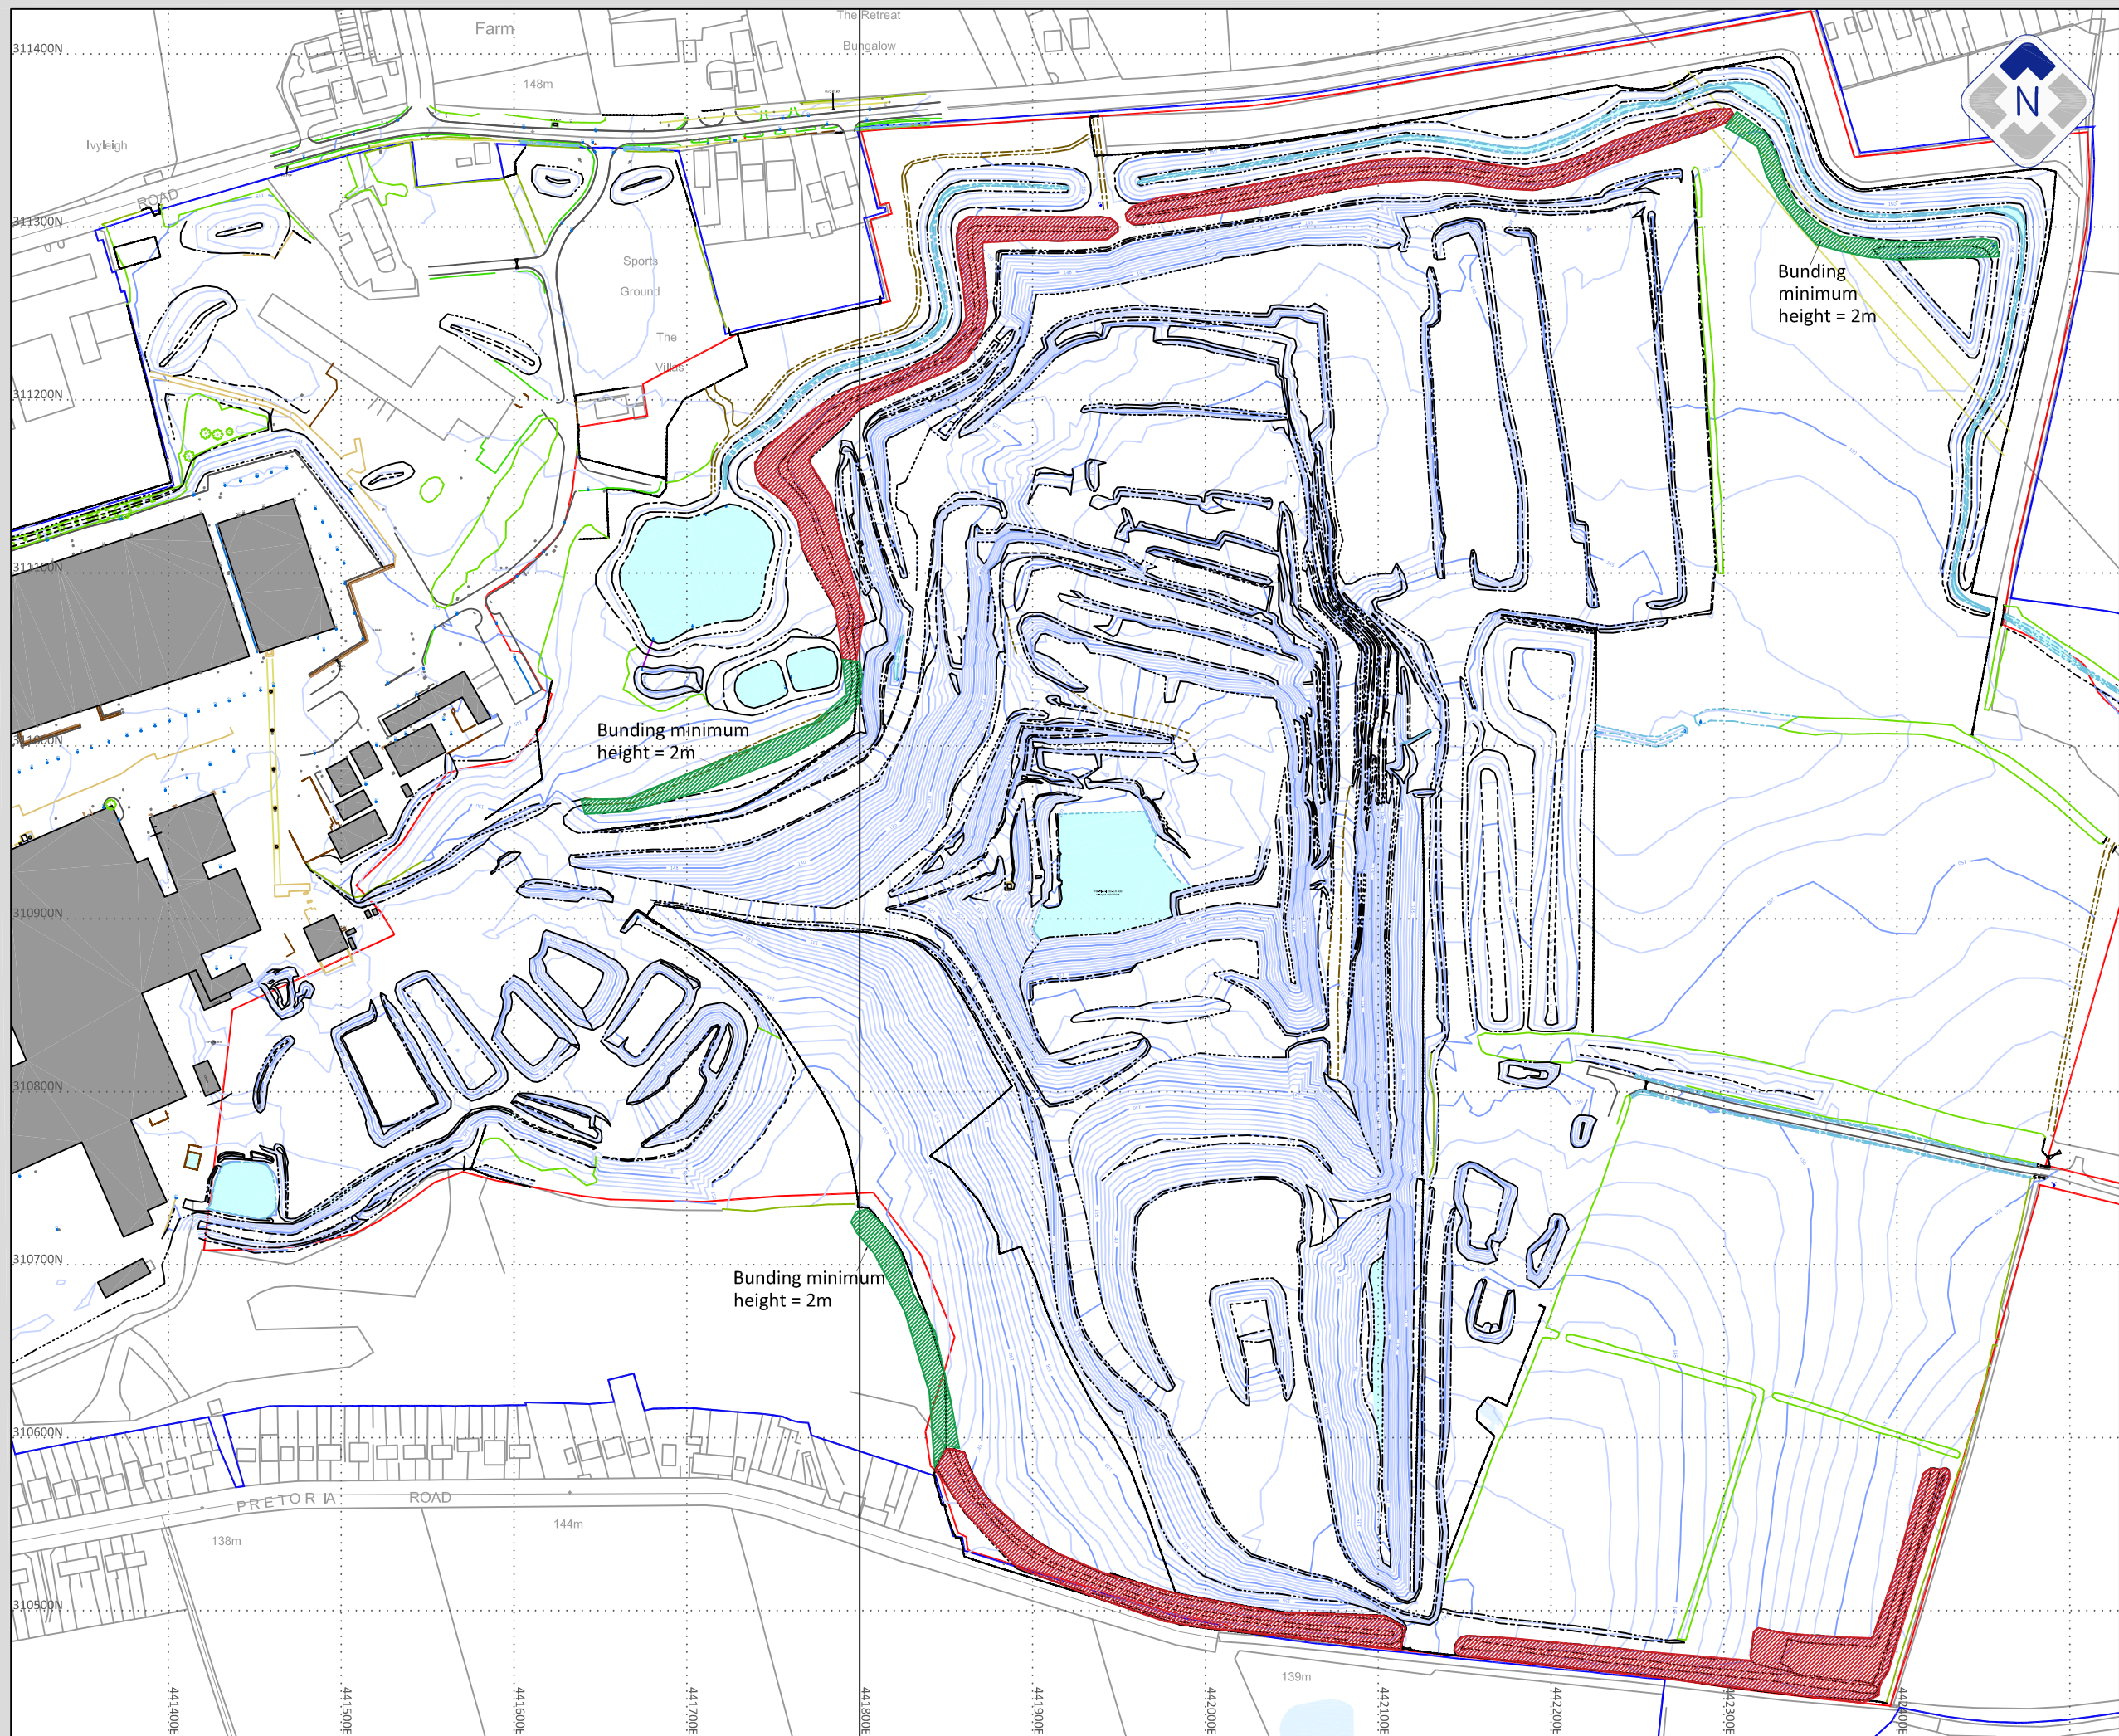 The Retreat
Farm
Bungalow
311400N
148m
N
Ivyleigh
ROAD
311300N
Sports
Ground
Bunding
minimum
height = 2m
The
Villas
311200N
311100N
311000N
Bunding minimum
height = 2m
310900N
310800N
310700N
Bunding minimum
height = 2m
310600N
PRETORIA ROAD
144m
138m
310500N
139m
441400E
441500E
441600E
441700E
441800E
441900E
442000E
442100E
442200E
442300E
442400E